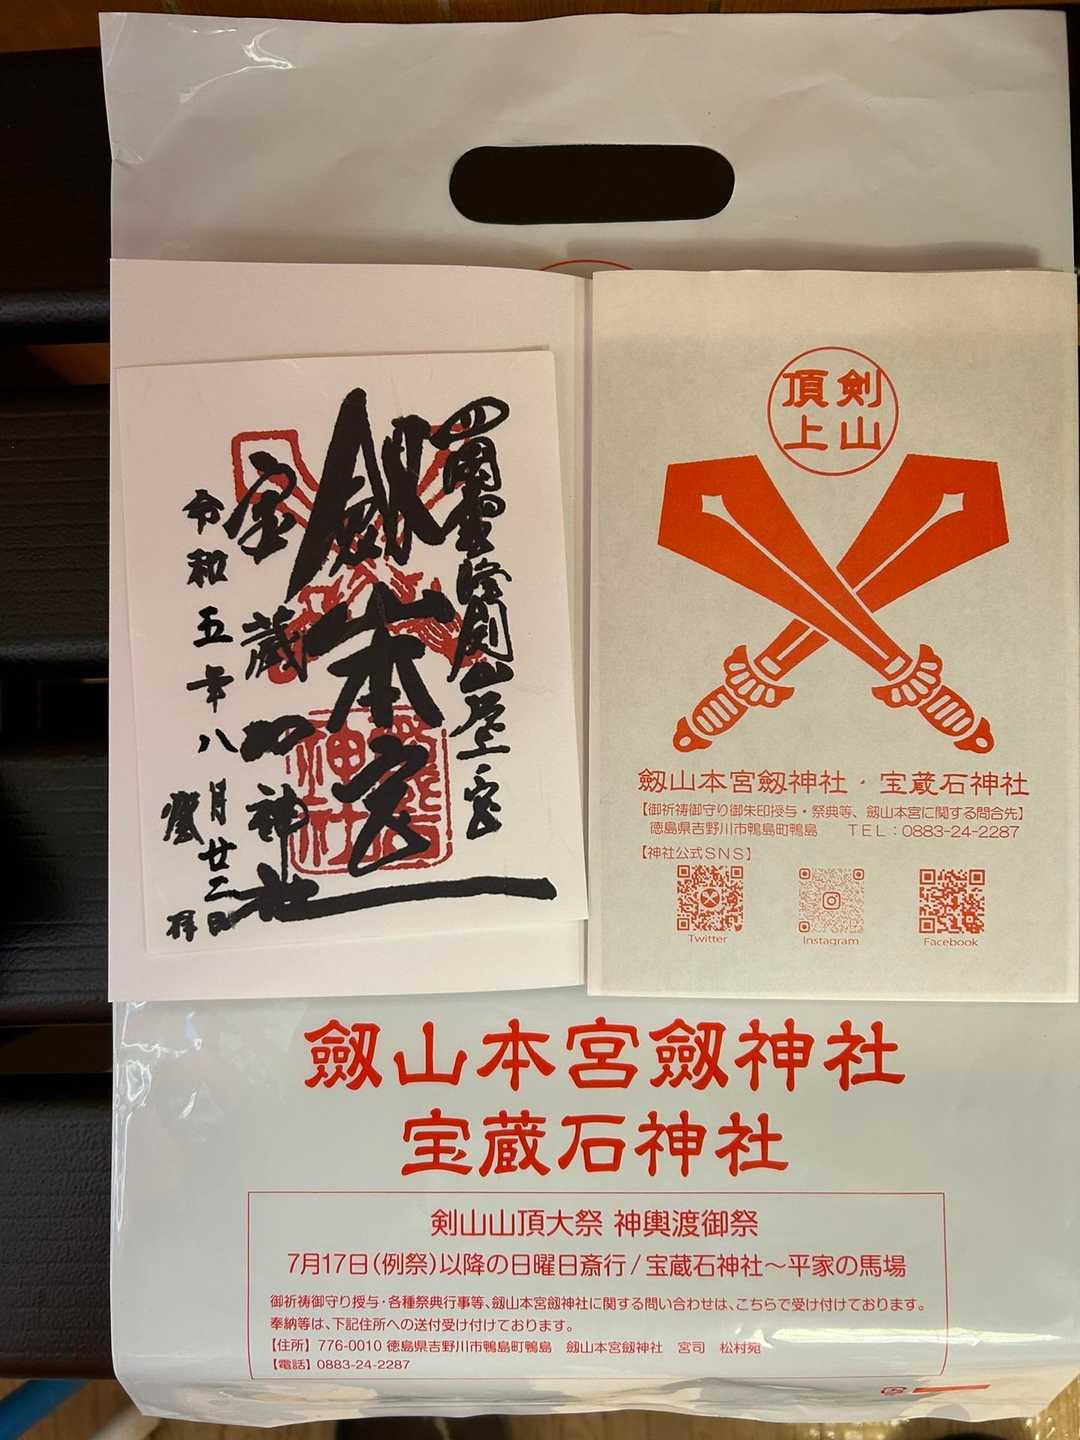 四国霊峰剣山座主宮
劔本宮
宝蔵石神社
令和五年八月廿二日
登拝
剣山
頂上
劔山本宮劔神社・宝蔵石神社
【御祈祷御守り御朱印授与・祭典等、劔山本宮に関する問合先】
徳島県吉野川市鴨島町鴨島 TEL：0883-24-2287
【神社公式SNS】
Twitter
Instagram
Facebook
劔山本宮劔神社
宝蔵石神社
剣山山頂大祭 神輿渡御祭
7月17日（例祭）以降の日曜日斎行/宝蔵石神社～平家の馬場
御祈祷御守り授与・各種祭典行事等、劔山本宮劔神社に関する問い合わせは、こちらで受け付けております。
奉納等は、下記住所への送付受け付けております。
【住所】776-0010 徳島県吉野川市鴨島町鴨島 劔山本宮劔神社 宮司 松村宛
【電話】0883-24-2287